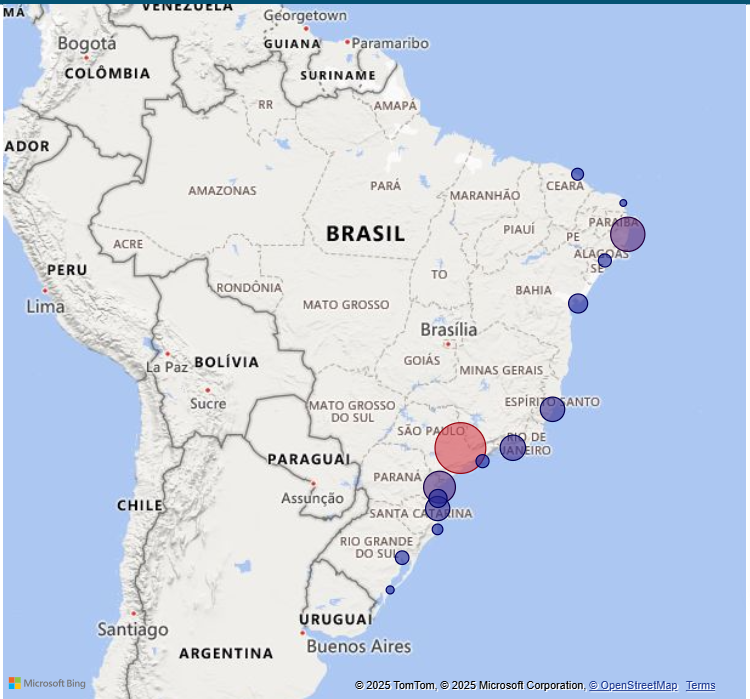 MÁ
VENEZUELA
Georgetown
Bogotá
GUIANA
Paramaribo
COLÔMBIA
SURINAME
RR
AMAPÁ
ADOR
AMAZONAS
PARÁ
MARANHÃO
CEARA
PARAIBA
PIAUÍ
PE
BRASIL
ACRE
ALAGOAS
SE
PERU
TO
RONDÔNIA
BAHIA
Lima
MATO GROSSO
Brasília
La Paz
BOLÍVIA
GOIÁS
MINAS GERAIS
Sucre
MATO GROSSO
DO SUL
ESPÍRITO SANTO
SÃO PAULO
RIO DE
JANEIRO
PARAGUAI
PARANÁ
Assunção
CHILE
SANTA CATARINA
RIO GRANDE
DO SUL
URUGUAI
Santiago
Buenos Aires
ARGENTINA
Microsoft Bing
© 2025 TomTom, © 2025 Microsoft Corporation, © OpenStreetMap Terms